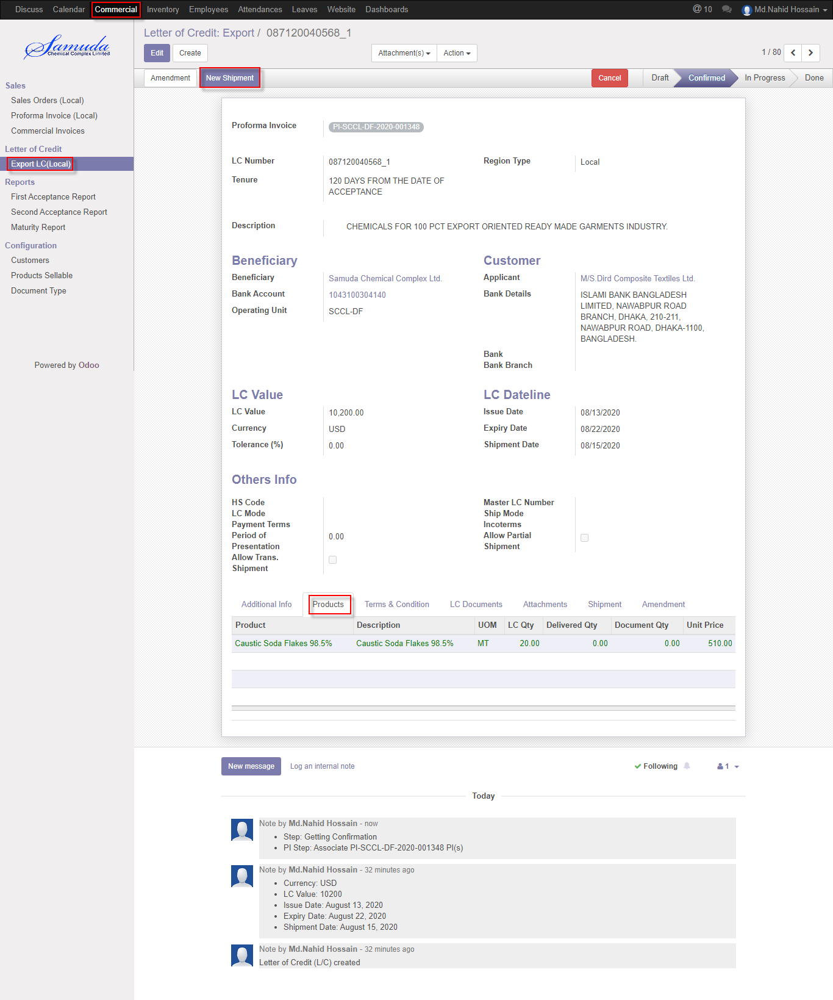 Discuss Calendar Commercial Inventory Employees Attendances Leaves Website Dashboards @ 10 Md.Nahid Hossain
Samuda
Chemical Complex Limited
Letter of Credit: Export / 087120040568_1
Edit Create Attachment(s) Action 1 / 80
Amendment New Shipment Cancel Draft Confirmed In Progress Done
Sales
Sales Orders (Local)
Proforma Invoice (Local)
Commercial Invoices
Letter of Credit
Export LC(Local)
Reports
First Acceptance Report
Second Acceptance Report
Maturity Report
Configuration
Customers
Products Sellable
Document Type
Powered by Odoo
Proforma Invoice PI-SCCL-DF-2020-001348
LC Number 087120040568_1 Region Type Local
Tenure 120 DAYS FROM THE DATE OF
ACCEPTANCE
Description CHEMICALS FOR 100 PCT EXPORT ORIENTED READY MADE GARMENTS INDUSTRY.
Beneficiary Customer
Beneficiary Samuda Chemical Complex Ltd. Applicant M/S.Dird Composite Textiles Ltd.
Bank Account 1043100304140 Bank Details ISLAMI BANK BANGLADESH
LIMITED, NAWABPUR ROAD
Operating Unit SCCL-DF BRANCH, DHAKA, 210-211,
NAWABPUR ROAD, DHAKA-1100,
BANGLADESH.
Bank
Bank Branch
LC Value LC Dateline
LC Value 10,200.00 Issue Date 08/13/2020
Currency USD Expiry Date 08/22/2020
Tolerance (%) 0.00 Shipment Date 08/15/2020
Others Info
HS Code Master LC Number
LC Mode Ship Mode
Payment Terms Incoterms
Period of 0.00 Allow Partial
Presentation Shipment
Allow Trans.
Shipment
Additional Info Products Terms & Condition LC Documents Attachments Shipment Amendment
Product Description UOM LC Qty Delivered Qty Document Qty Unit Price
Caustic Soda Flakes 98.5% Caustic Soda Flakes 98.5% MT 20.00 0.00 0.00 510.00
New message Log an internal note Following 1
Today
Note by Md.Nahid Hossain - now
• Step: Getting Confirmation
• PI Step: Associate PI-SCCL-DF-2020-001348 PI(s)
Note by Md.Nahid Hossain - 32 minutes ago
• Currency: USD
• LC Value: 10200
• Issue Date: August 13, 2020
• Expiry Date: August 22, 2020
• Shipment Date: August 15, 2020
Note by Md.Nahid Hossain - 32 minutes ago
Letter of Credit (L/C) created